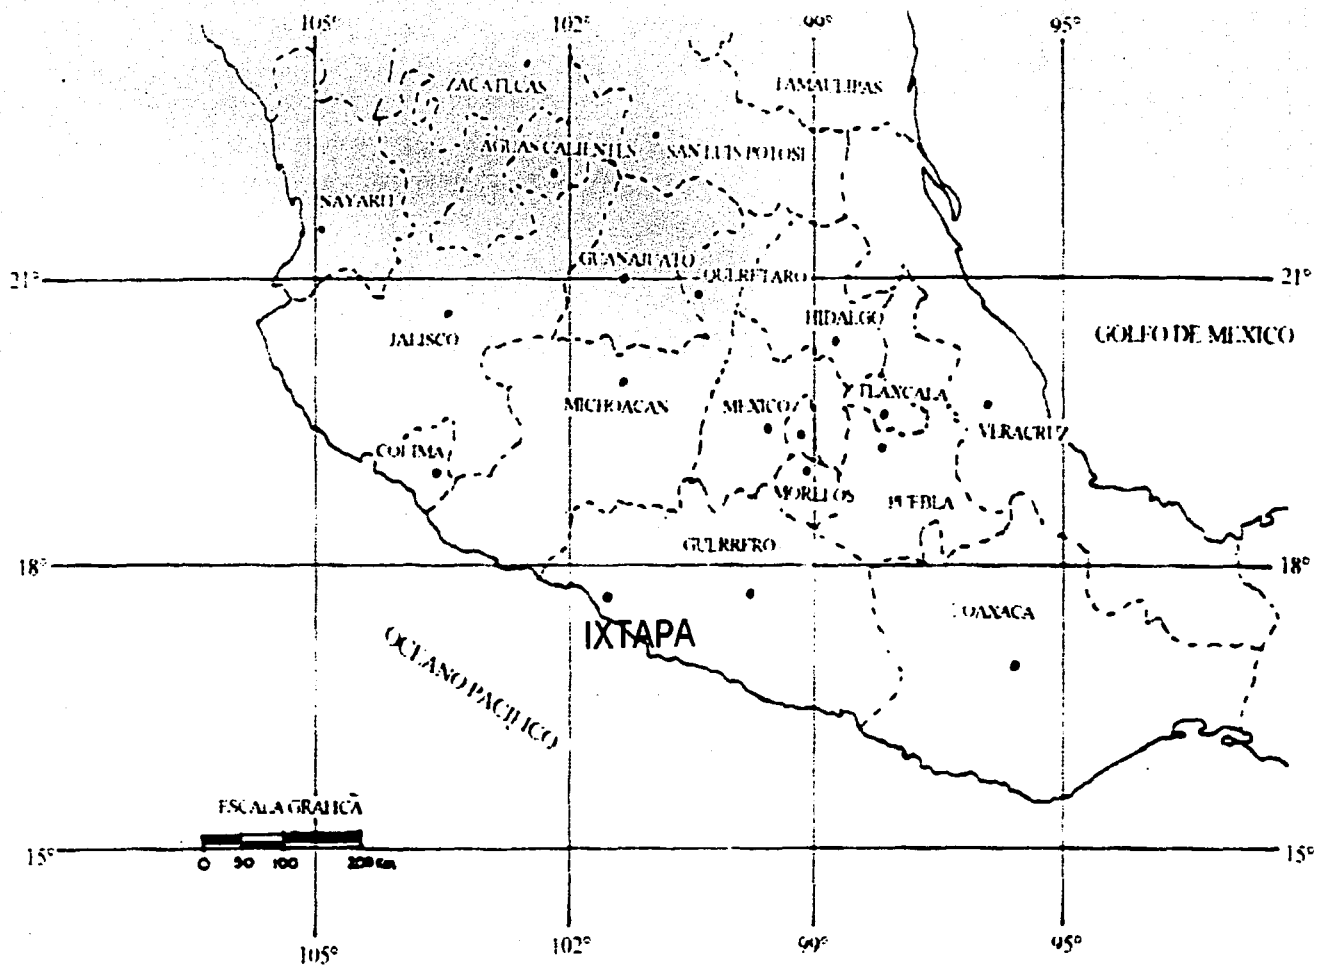 105°
102°
99°
95°
ZACATECAS
TAMAULIPAS
AGUAS CALIENTES
SAN LUIS POTOSI
NAYARIT
GUANAJUATO
QUERETARO
21°
21°
HIDALGO
GOLFO DE MEXICO
JALISCO
TLAXCALA
MICHOACAN
MEXICO
VERACRUZ
COLIMA
MORELOS
PUEBLA
GUERRERO
18°
18°
OAXACA
IXTAPA
OCEANO PACIFICO
ESCALA GRAFICA
0 50 100 200 Km
15°
15°
105°
102°
99°
95°